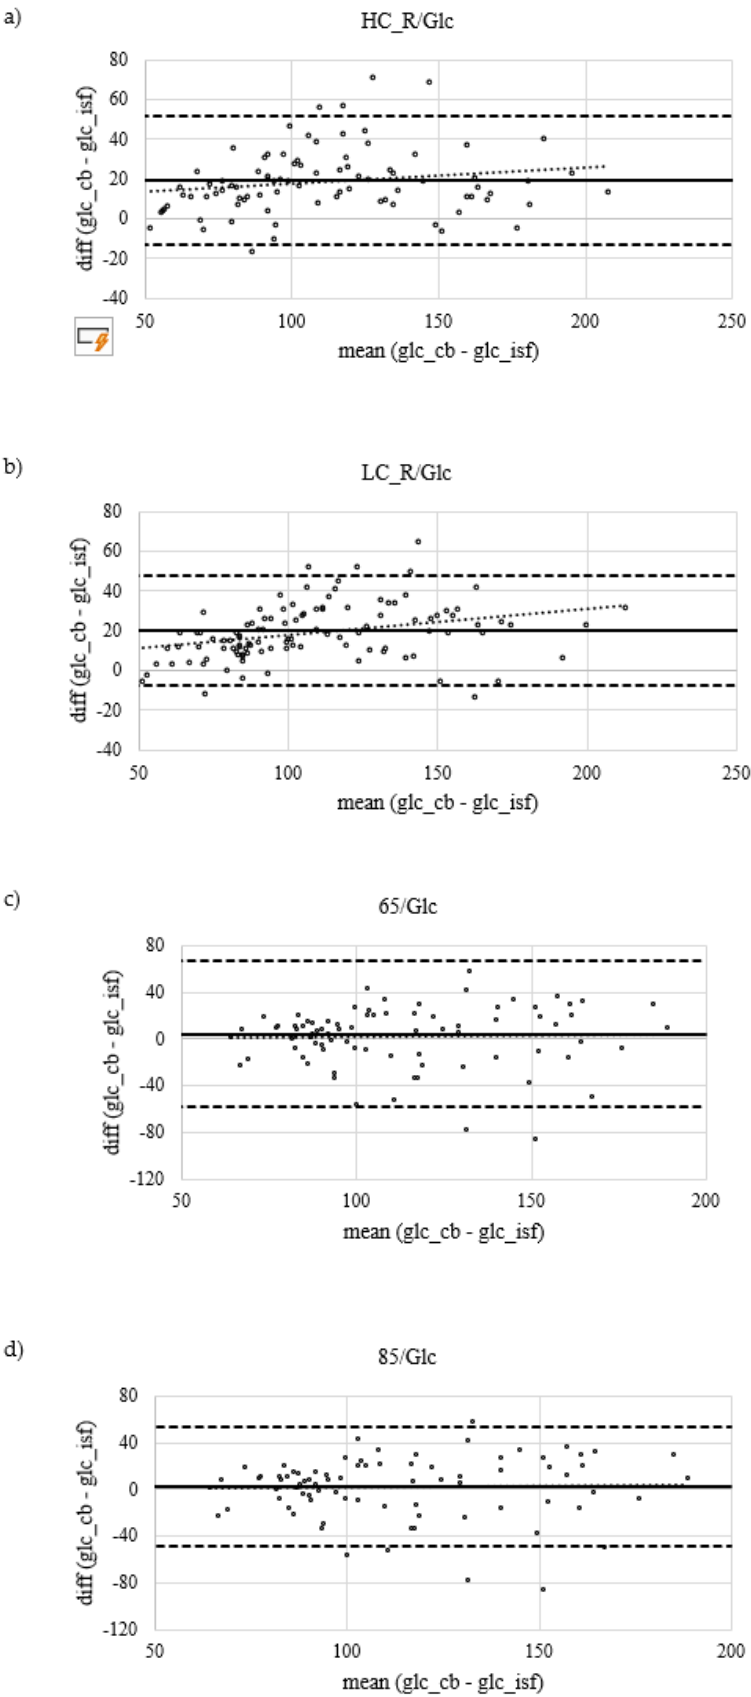 a)
HC_R/Glc
80
60
40
20
0
-20
-40
diff (glc_cb - glc_isf)
50 100 150 200 250
mean (glc_cb - glc_isf)
b)
LC_R/Glc
80
60
40
20
0
-20
-40
diff (glc_cb - glc_isf)
50 100 150 200 250
mean (glc_cb - glc_isf)
c)
65/Glc
80
40
0
-40
-80
-120
diff (glc_cb - glc_isf)
50 100 150 200
mean (glc_cb - glc_isf)
d)
85/Glc
80
40
0
-40
-80
-120
diff (glc_cb - glc_isf)
50 100 150 200
mean (glc_cb - glc_isf)